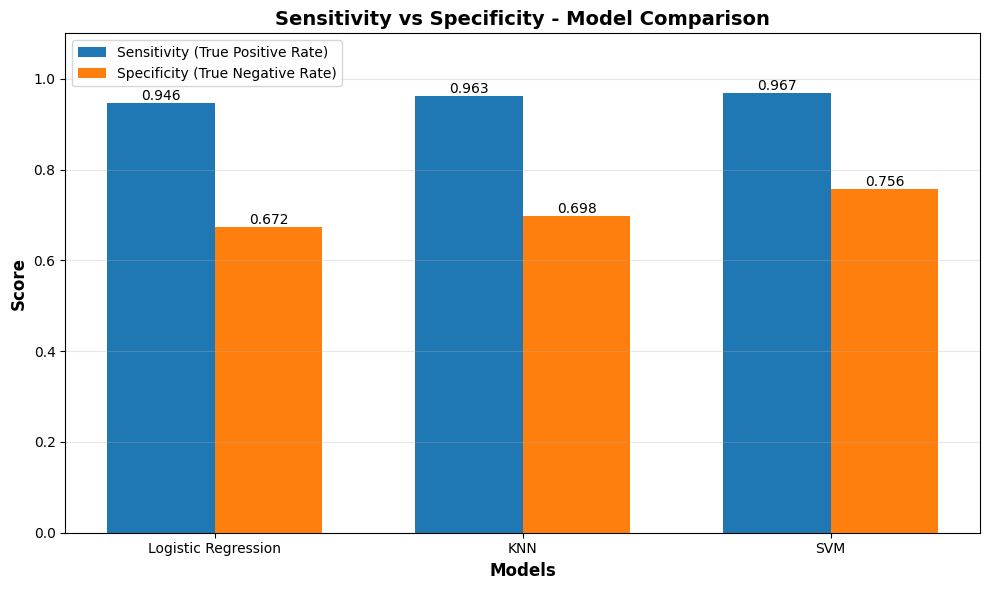 Sensitivity vs Specificity - Model Comparison
Sensitivity (True Positive Rate)
Specificity (True Negative Rate)
1.0
0.8
0.6
0.4
0.2
0.0
Score
0.946
0.672
0.963
0.698
0.967
0.756
Logistic Regression
KNN
SVM
Models